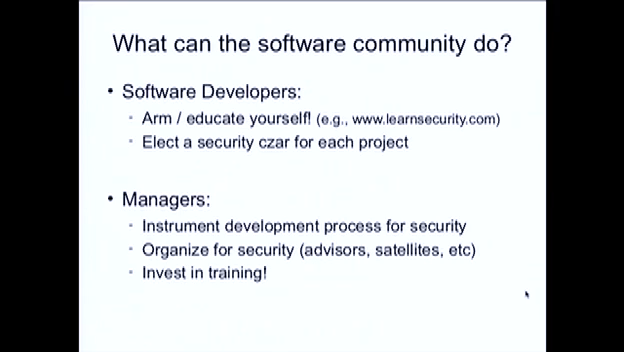 What can the software community do?
• Software Developers:
• Arm / educate yourself! (e.g., www.learnsecurity.com)
• Elect a security czar for each project
• Managers:
• Instrument development process for security
• Organize for security (advisors, satellites, etc)
• Invest in training!